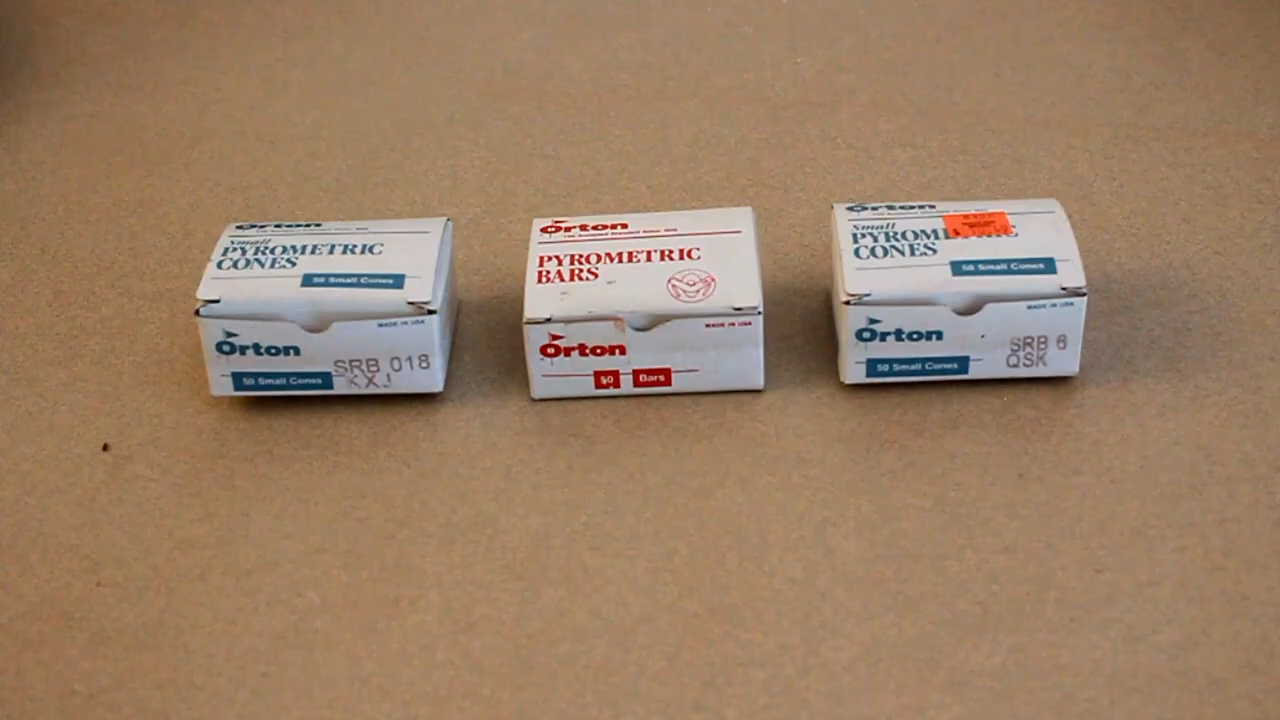 Orton
Small
PYROMETRIC
CONES
50 Small Cones
MADE IN USA
Orton
50 Small Cones
SRB 018
KXJ
Orton
PYROMETRIC
BARS
MADE IN USA
Orton
50 Bars
Orton
Small
PYROMETRIC
CONES
50 Small Cones
MADE IN USA
Orton
50 Small Cones
SRB 6
QSK